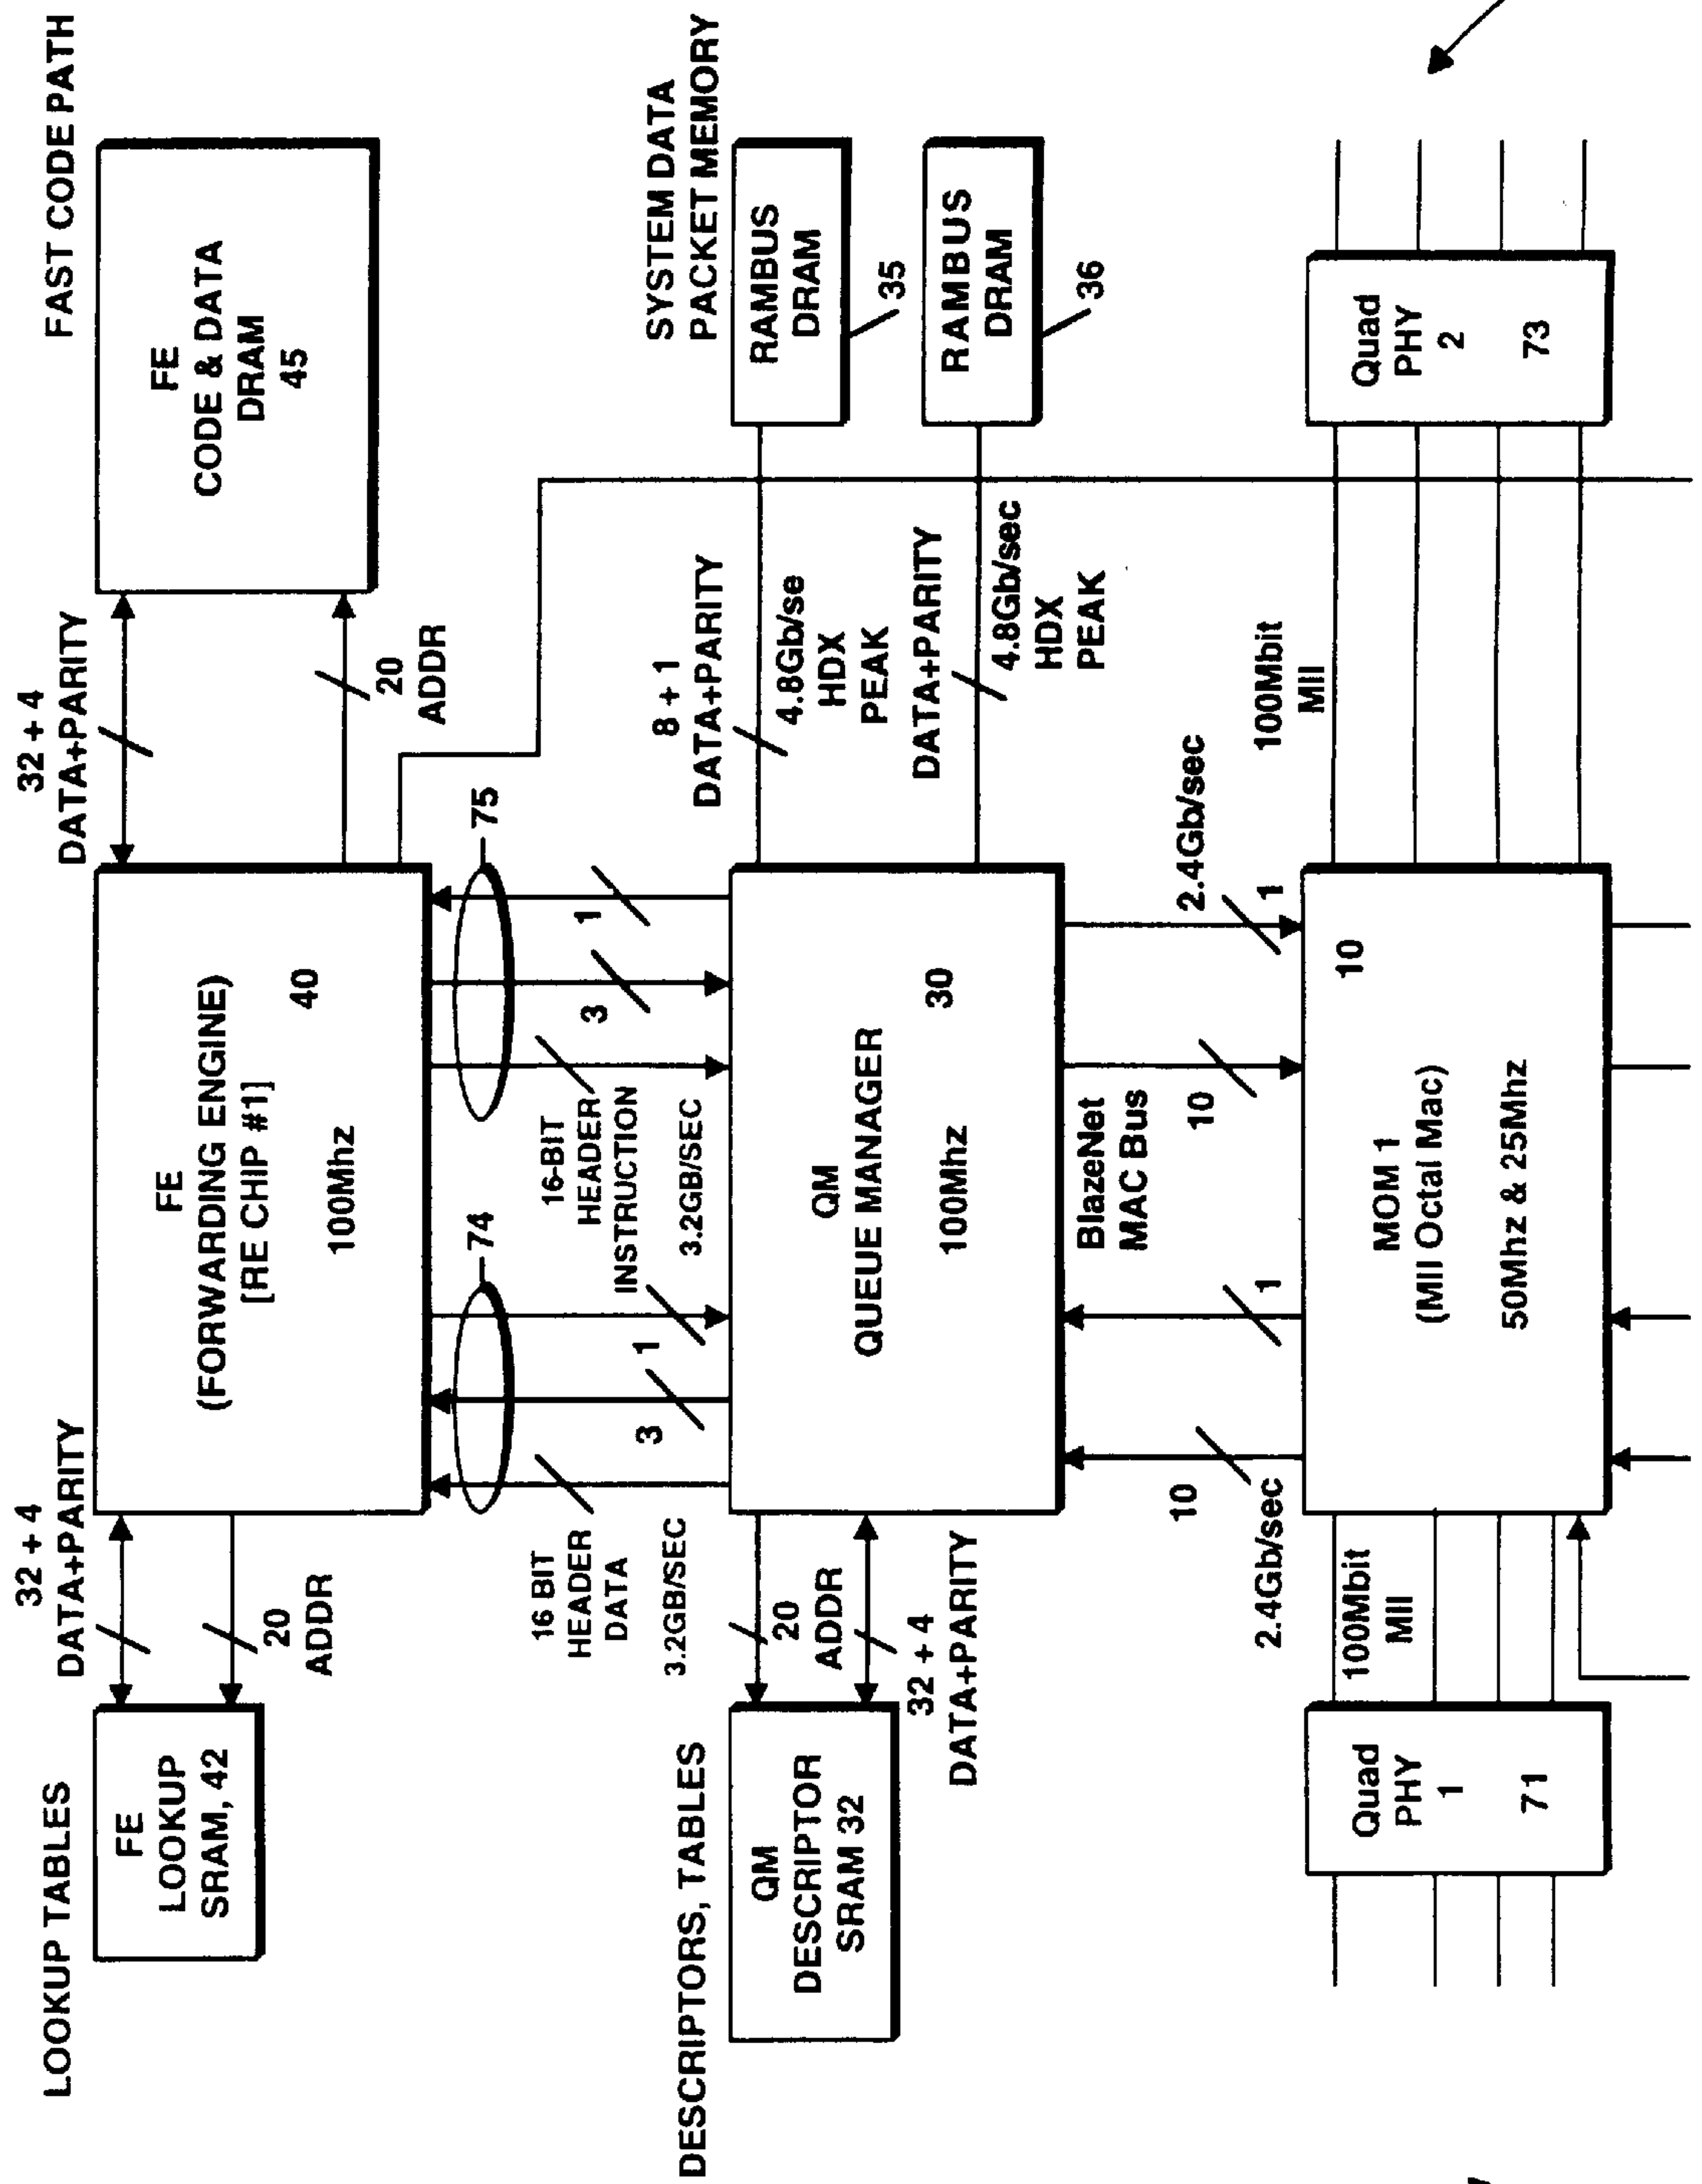 LOOKUP TABLES
FE
LOOKUP
SRAM, 42
32 + 4
DATA+PARITY
20
ADDR
FE
(FORWARDING ENGINE)
[RE CHIP #1]
40
100Mhz
32 + 4
DATA+PARITY
20
ADDR
FAST CODE PATH
FE
CODE & DATA
DRAM
45
74
75
16 BIT
HEADER
DATA
3.2GB/SEC
3
1
16-BIT
HEADER/
INSTRUCTION
3.2GB/SEC
3
1
DESCRIPTORS, TABLES
QM
DESCRIPTOR
SRAM 32
20
ADDR
32 + 4
DATA+PARITY
QM
QUEUE MANAGER
100Mhz
30
8 + 1
DATA+PARITY
4.8Gb/se
HDX
PEAK
DATA+PARITY
4.8Gb/sec
HDX
PEAK
SYSTEM DATA
PACKET MEMORY
RAMBUS
DRAM
35
RAMBUS
DRAM
36
10
2.4Gb/sec
1
BlazeNet
MAC Bus
10
2.4Gb/sec
1
Quad
PHY
1
71
100Mbit
MII
MOM 1
(MII Octal Mac)
50Mhz & 25Mhz
10
100Mbit
MII
Quad
PHY
2
73